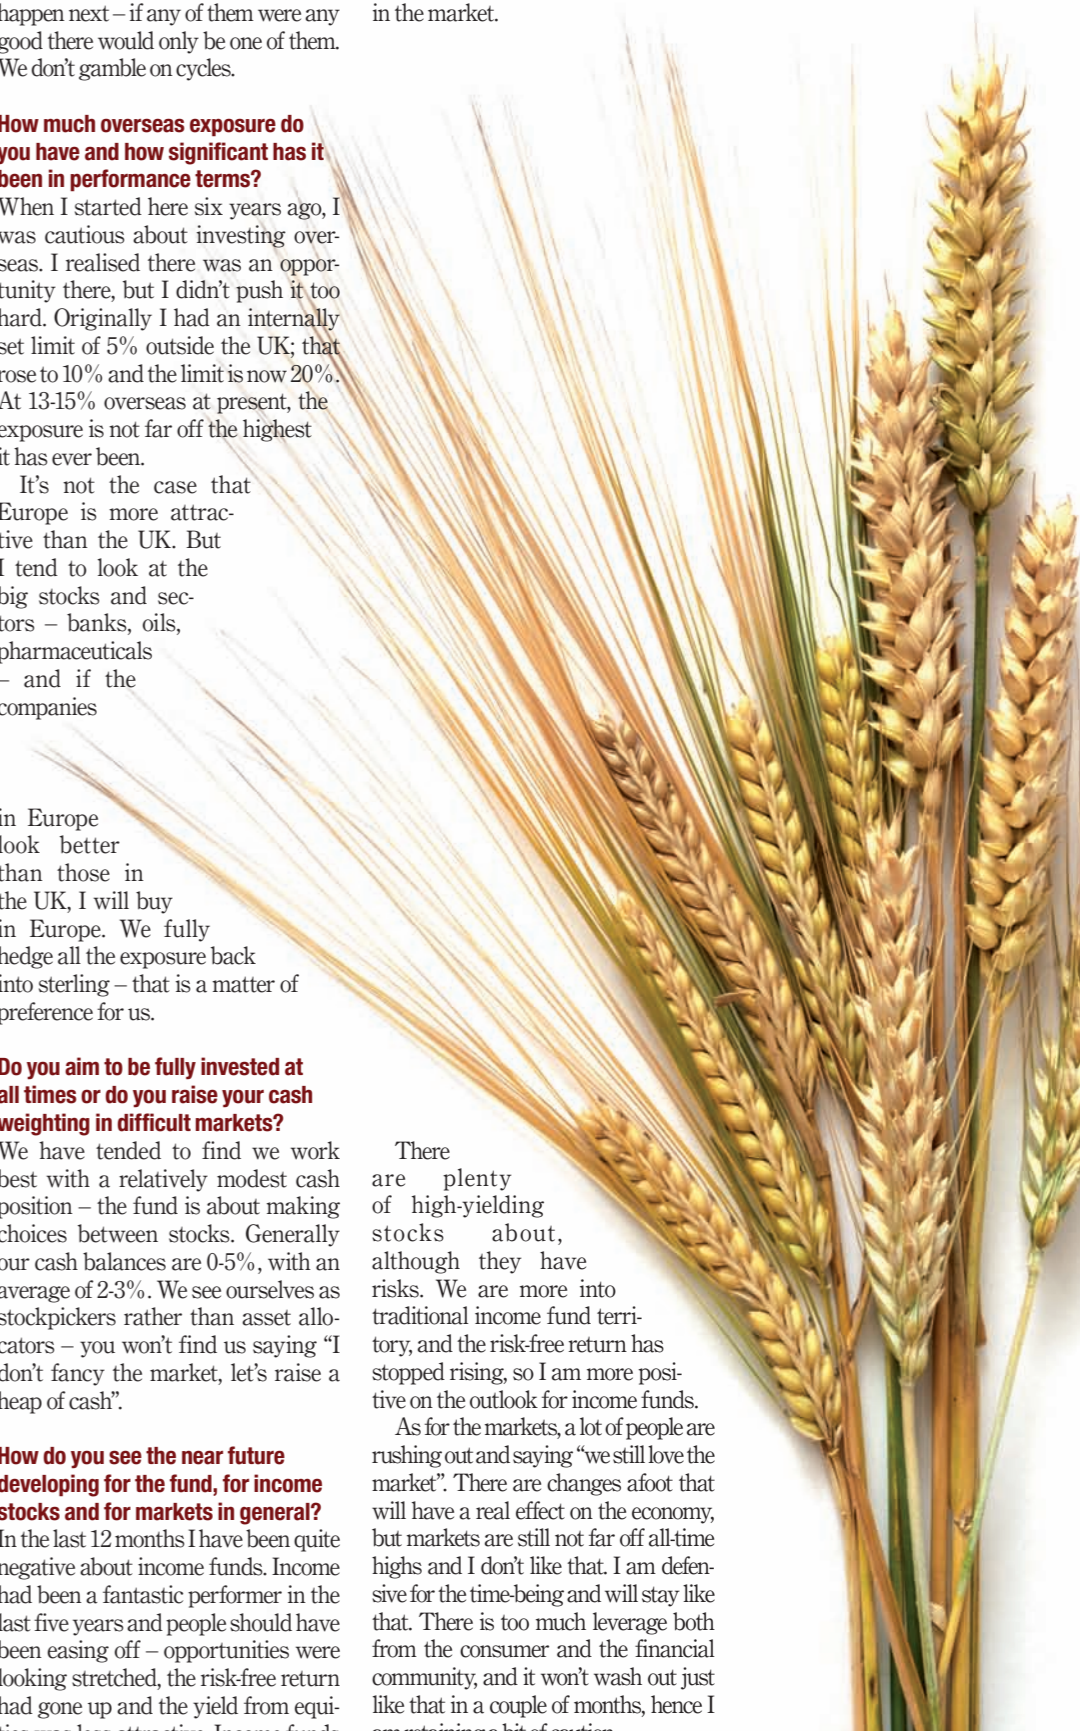 happen next – if any of them were any
good there would only be one of them.
We don't gamble on cycles.
How much overseas exposure do
you have and how significant has it
been in performance terms?
When I started here six years ago, I
was cautious about investing over-
seas. I realised there was an oppor-
tunity there, but I didn't push it too
hard. Originally I had an internally
set limit of 5% outside the UK; that
rose to 10% and the limit is now 20%.
At 13-15% overseas at present, the
exposure is not far off the highest
it has ever been.
It's not the case that
Europe is more attrac-
tive than the UK. But
I tend to look at the
big stocks and sec-
tors – banks, oils,
pharmaceuticals
– and if the
companies
in Europe
look better
than those in
the UK, I will buy
in Europe. We fully
hedge all the exposure back
into sterling – that is a matter of
preference for us.
Do you aim to be fully invested at
all times or do you raise your cash
weighting in difficult markets?
We have tended to find we work
best with a relatively modest cash
position – the fund is about making
choices between stocks. Generally
our cash balances are 0-5%, with an
average of 2-3%. We see ourselves as
stockpickers rather than asset allo-
cators – you won't find us saying “I
don't fancy the market, let's raise a
heap of cash”.
How do you see the near future
developing for the fund, for income
stocks and for markets in general?
In the last 12 months I have been quite
negative about income funds. Income
had been a fantastic performer in the
last five years and people should have
been easing off – opportunities were
looking stretched, the risk-free return
had gone up and the yield from equi-
ties was less attractive. Income funds
in the market.
There
are plenty
of high-yielding
stocks about,
although they have
risks. We are more into
traditional income fund terri-
tory, and the risk-free return has
stopped rising, so I am more posi-
tive on the outlook for income funds.
As for the markets, a lot of people are
rushing out and saying “we still love the
market”. There are changes afoot that
will have a real effect on the economy,
but markets are still not far off all-time
highs and I don't like that. I am defen-
sive for the time-being and will stay like
that. There is too much leverage both
from the consumer and the financial
community, and it won't wash out just
like that in a couple of months, hence I
am retaining a bit of caution.